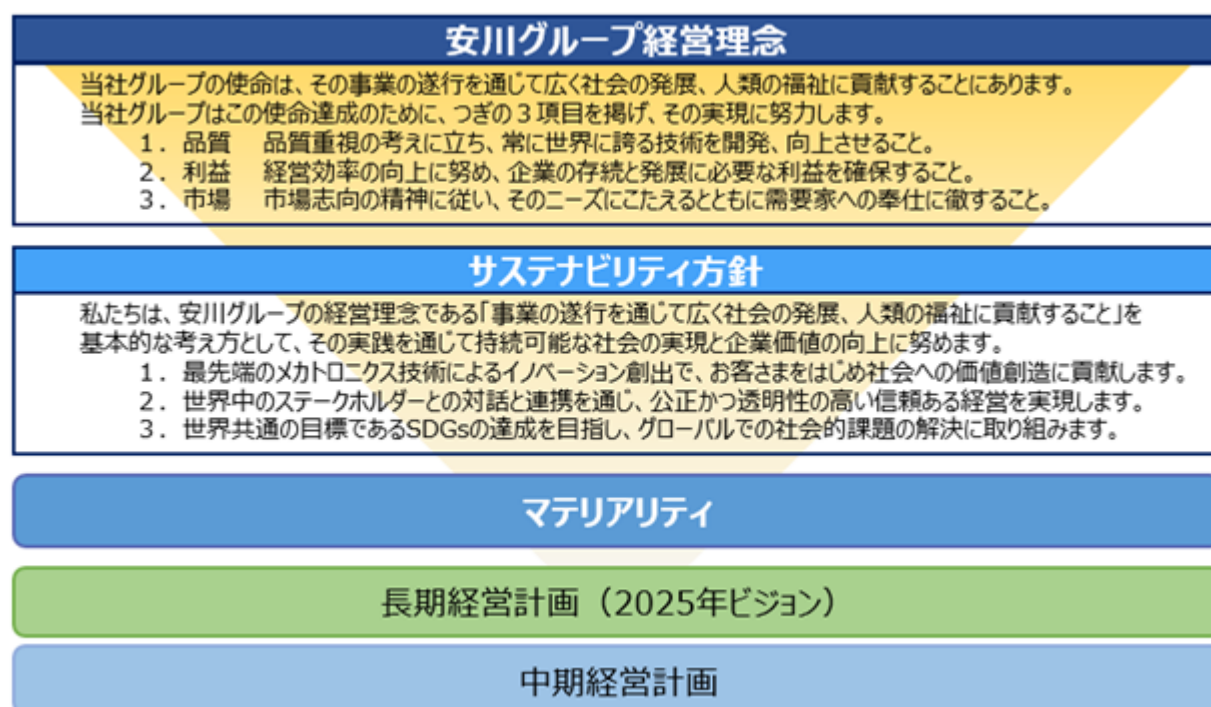 安川グループ経営理念
当社グループの使命は、その事業の遂行を通じて広く社会の発展、人類の福祉に貢献することにあります。
当社グループはこの使命達成のために、つぎの３項目を掲げ、その実現に努力します。
１．品質　品質重視の考えに立ち、常に世界に誇る技術を開発、向上させること。
２．利益　経営効率の向上に努め、企業の存続と発展に必要な利益を確保すること。
３．市場　市場志向の精神に従い、そのニーズにこたえるとともに需要家への奉仕に徹すること。
サステナビリティ方針
私たちは、安川グループの経営理念である「事業の遂行を通じて広く社会の発展、人類の福祉に貢献すること」を
基本的な考え方として、その実践を通じて持続可能な社会の実現と企業価値の向上に努めます。
１．最先端のメカトロニクス技術によるイノベーション創出で、お客さまをはじめ社会への価値創造に貢献します。
２．世界中のステークホルダーとの対話と連携を通じ、公正かつ透明性の高い信頼ある経営を実現します。
３．世界共通の目標であるSDGsの達成を目指し、グローバルでの社会的課題の解決に取り組みます。
マテリアリティ
長期経営計画（2025年ビジョン）
中期経営計画